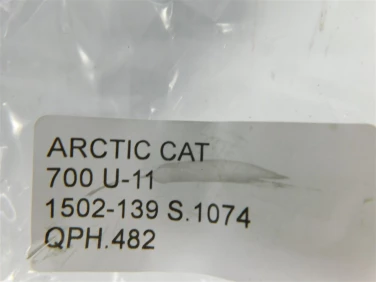 ARCTIC CAT
700 U-11
1502-139 S.1074
QPH.482